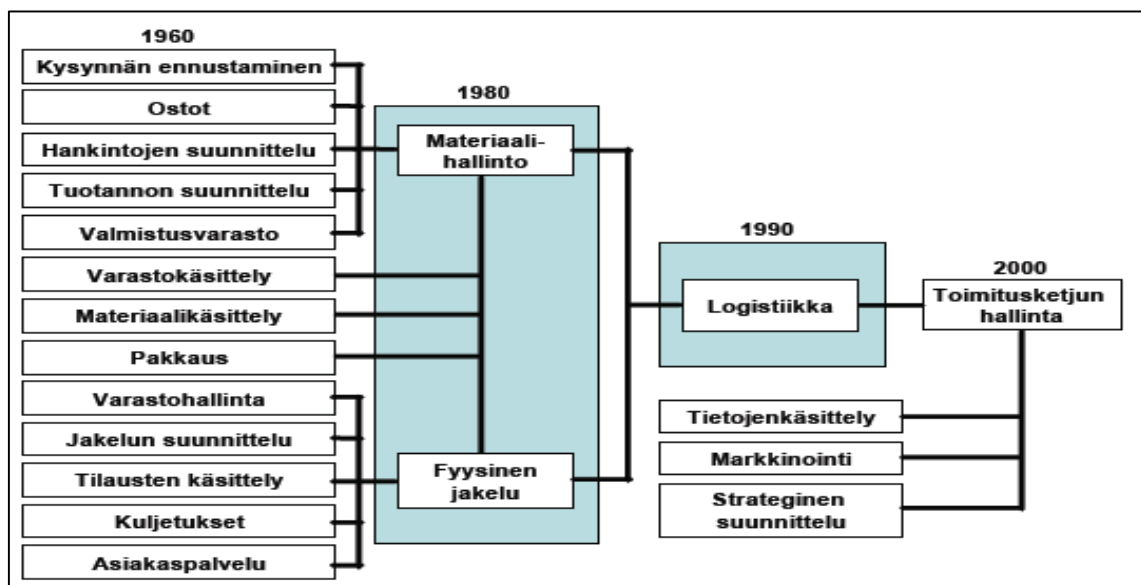 1960
Kysynnän ennustaminen
Ostot
Hankintojen suunnittelu
Tuotannon suunnittelu
Valmistusvarasto
Varastokäsittely
Materiaalikäsittely
Pakkaus
Varastohallinta
Jakelun suunnittelu
Tilausten käsittely
Kuljetukset
Asiakaspalvelu
1980
Materiaali-
hallinto
Fyysinen
jakelu
1990
Logistiikka
2000
Toimitusketjun
hallinta
Tietojenkäsittely
Markkinointi
Strateginen
suunnittelu